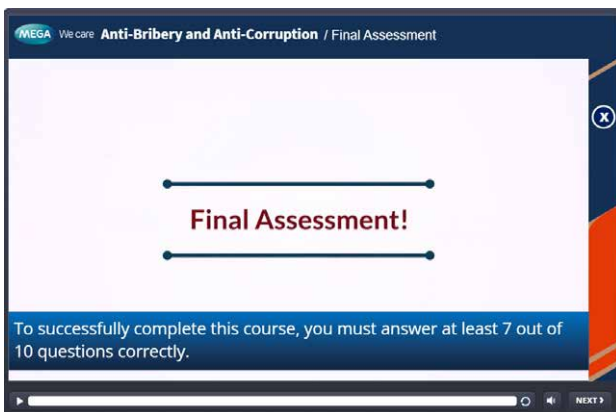 MEGA We care Anti-Bribery and Anti-Corruption / Final Assessment
X
Final Assessment!
To successfully complete this course, you must answer at least 7 out of
10 questions correctly.
NEXT >